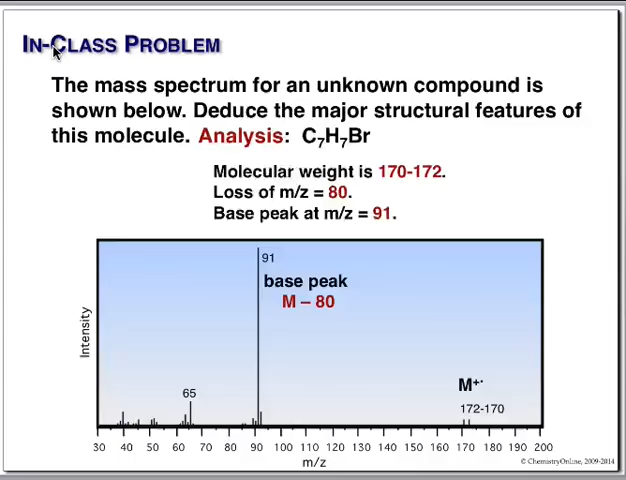 IN-CLASS PROBLEM
The mass spectrum for an unknown compound is
shown below. Deduce the major structural features of
this molecule. Analysis: C₇H₇Br
Molecular weight is 170-172.
Loss of m/z = 80.
Base peak at m/z = 91.
91
base peak
M – 80
Intensity
65
M⁺·
172-170
30 40 50 60 70 80 90 100 110 120 130 140 150 160 170 180 190 200
m/z
© ChemistryOnline, 2009-2014